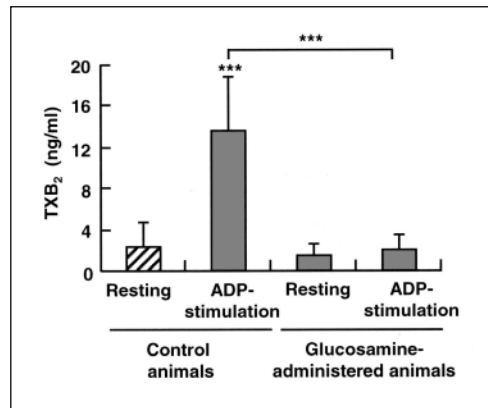 ***
20
***
16
12
8
4
0
TXB₂ (ng/ml)
Resting
ADP-
stimulation
Resting
ADP-
stimulation
Control
animals
Glucosamine-
administered animals